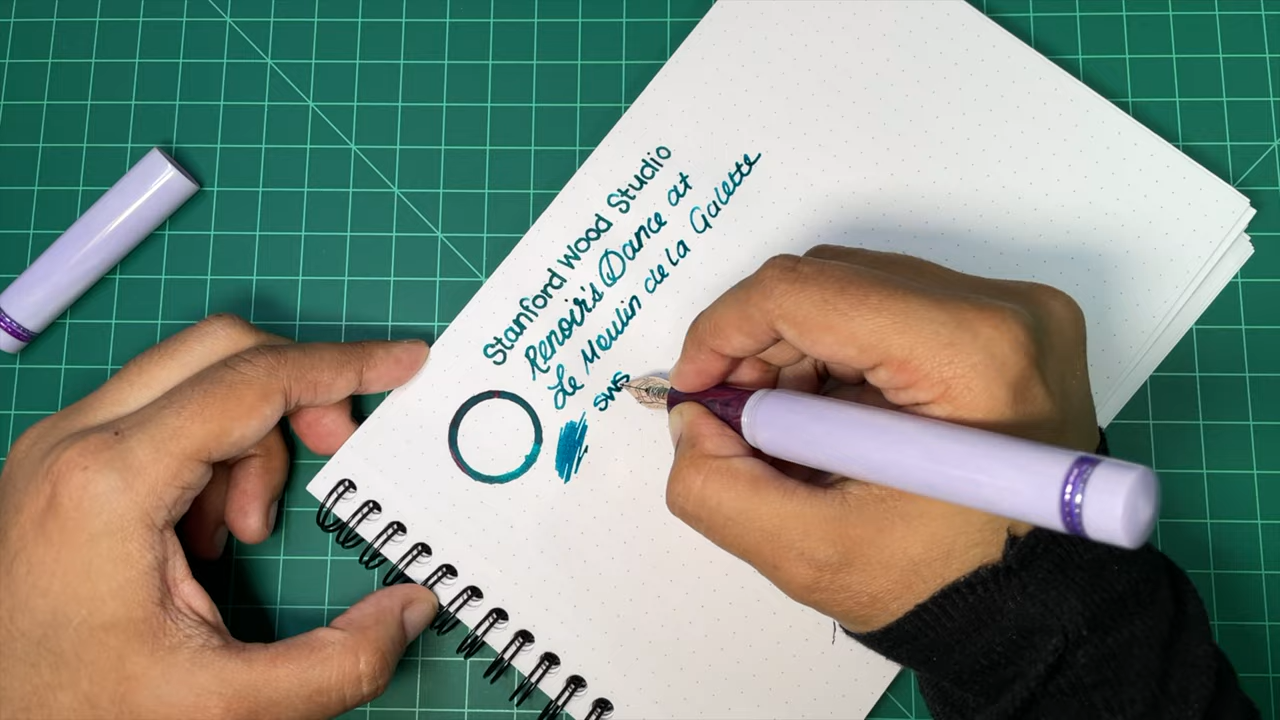 Stanford Wood Studio
Renoir's Dance at
Le Moulin de La Galette
SWS